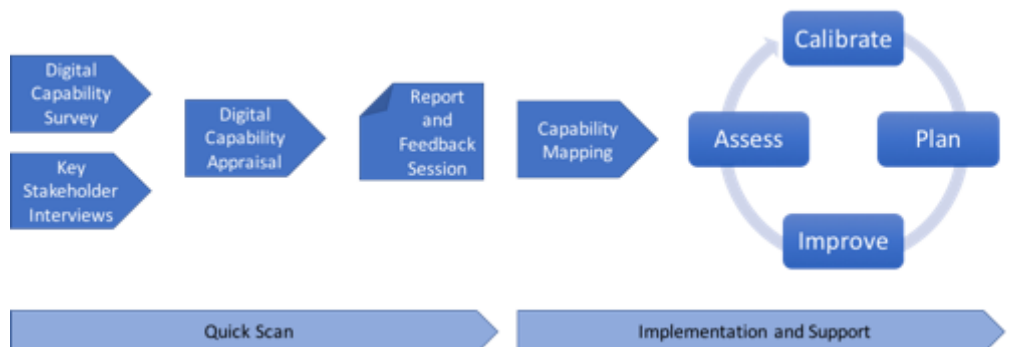 Digital
Capability
Survey
Key
Stakeholder
Interviews
Digital
Capability
Appraisal
Report
and
Feedback
Session
Capability
Mapping
Calibrate
Plan
Improve
Assess
Quick Scan
Implementation and Support